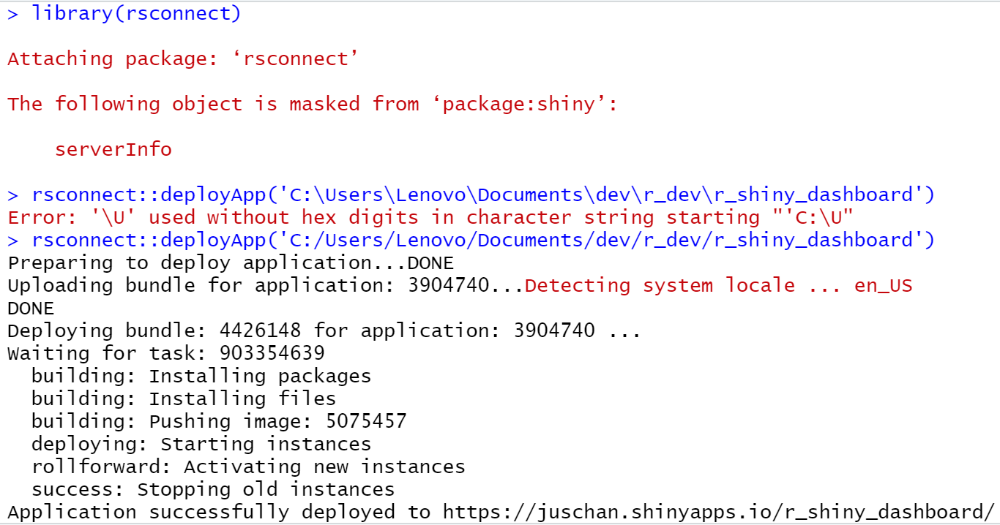 > library(rsconnect)
Attaching package: ‘rsconnect’
The following object is masked from ‘package:shiny’:
serverInfo
> rsconnect::deployApp('C:\Users\Lenovo\Documents\dev\r_dev\r_shiny_dashboard')
Error: '\U' used without hex digits in character string starting "'C:\U"
> rsconnect::deployApp('C:/Users/Lenovo/Documents/dev/r_dev/r_shiny_dashboard')
Preparing to deploy application...DONE
Uploading bundle for application: 3904740...Detecting system locale ... en_US
DONE
Deploying bundle: 4426148 for application: 3904740 ...
Waiting for task: 903354639
  building: Installing packages
  building: Installing files
  building: Pushing image: 5075457
  deploying: Starting instances
  rollforward: Activating new instances
  success: Stopping old instances
Application successfully deployed to https://juschan.shinyapps.io/r_shiny_dashboard/